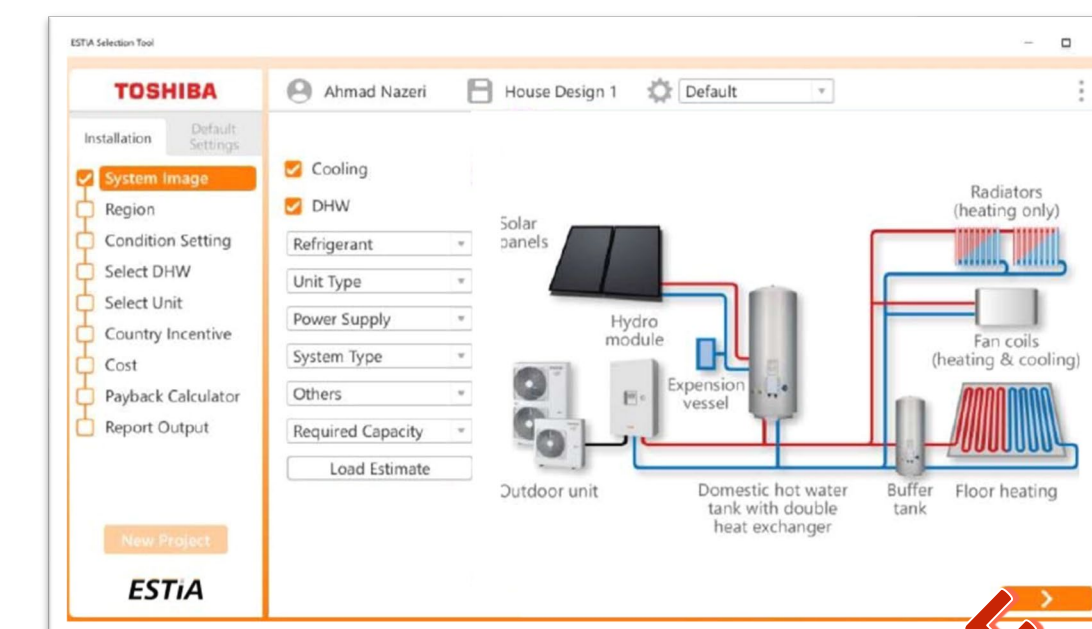 ESTiA Selection Tool
TOSHIBA
Ahmad Nazeri
House Design 1
Default
Installation
Default
Settings
System Image
Region
Condition Setting
Select DHW
Select Unit
Country Incentive
Cost
Payback Calculator
Report Output
New Project
ESTiA
Cooling
DHW
Refrigerant
Unit Type
Power Supply
System Type
Others
Required Capacity
Load Estimate
Solar
panels
Hydro
module
Expension
vessel
Outdoor unit
Domestic hot water
tank with double
heat exchanger
Buffer
tank
Floor heating
Radiators
(heating only)
Fan coils
(heating & cooling)